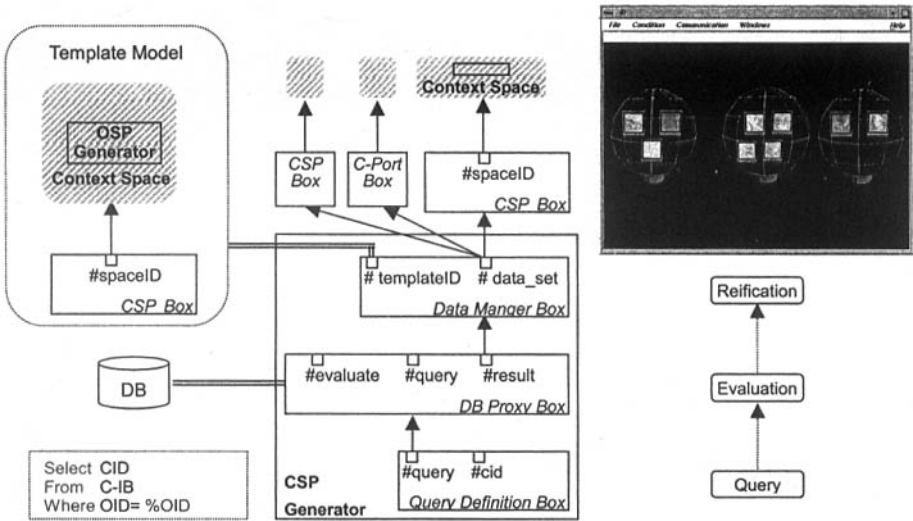 Template Model
OSP
Generator
Context Space
#spaceID
CSP Box
DB
Select CID
From C-IB
Where OID= %OID
Context Space
CSP
Box
C-Port
Box
#spaceID
CSP Box
# templateID # data_set
Data Manger Box
#evaluate #query #result
DB Proxy Box
#query #cid
Query Definition Box
CSP
Generator
File Condition Communication Windows Help
Reification
Evaluation
Query